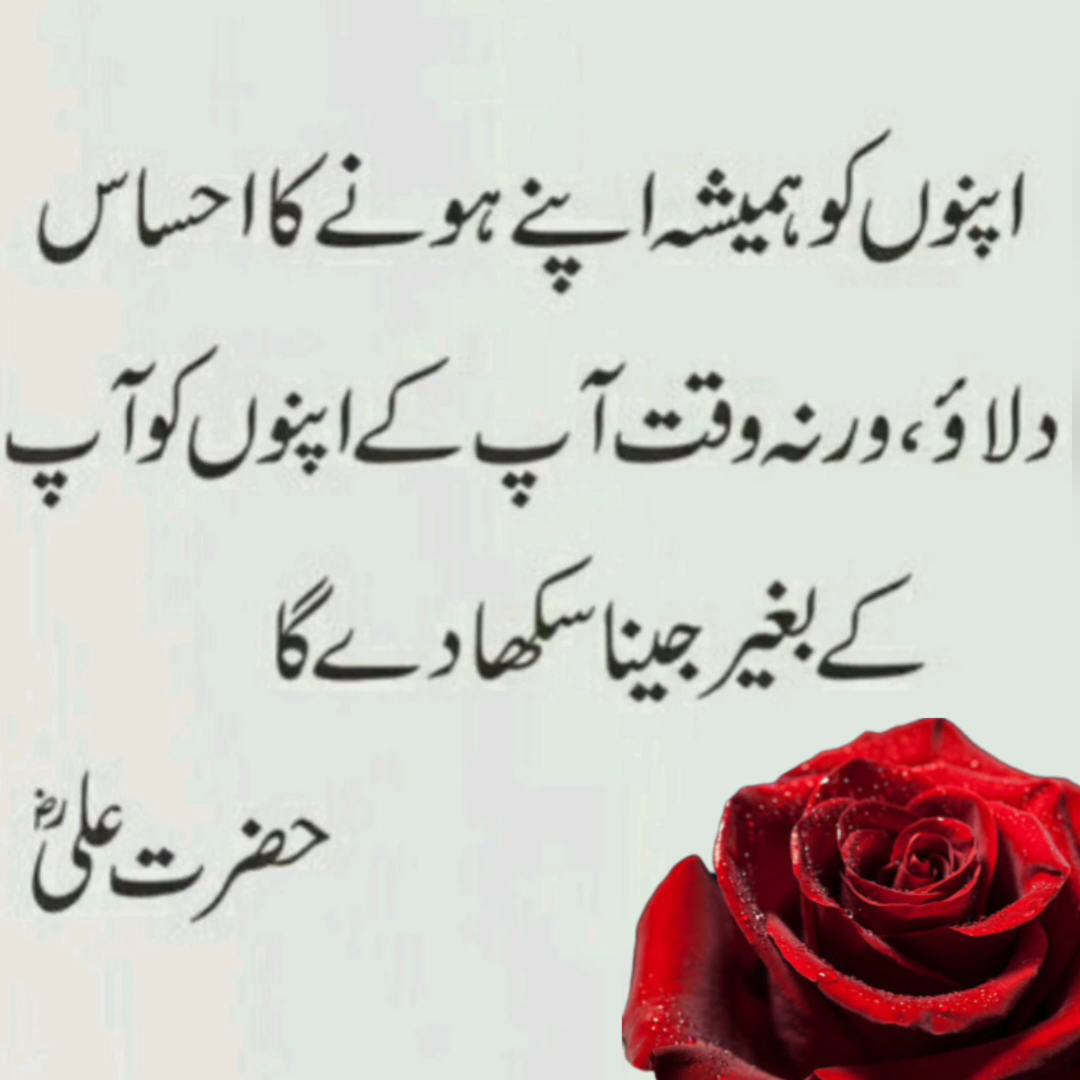 اپنوں کو ہمیشہ اپنے ہونے کا احساس
دلاؤ، ورنہ وقت آپ کے اپنوں کو آپ
کے بغیر جینا سکھا دے گا
حضرت علیؓ